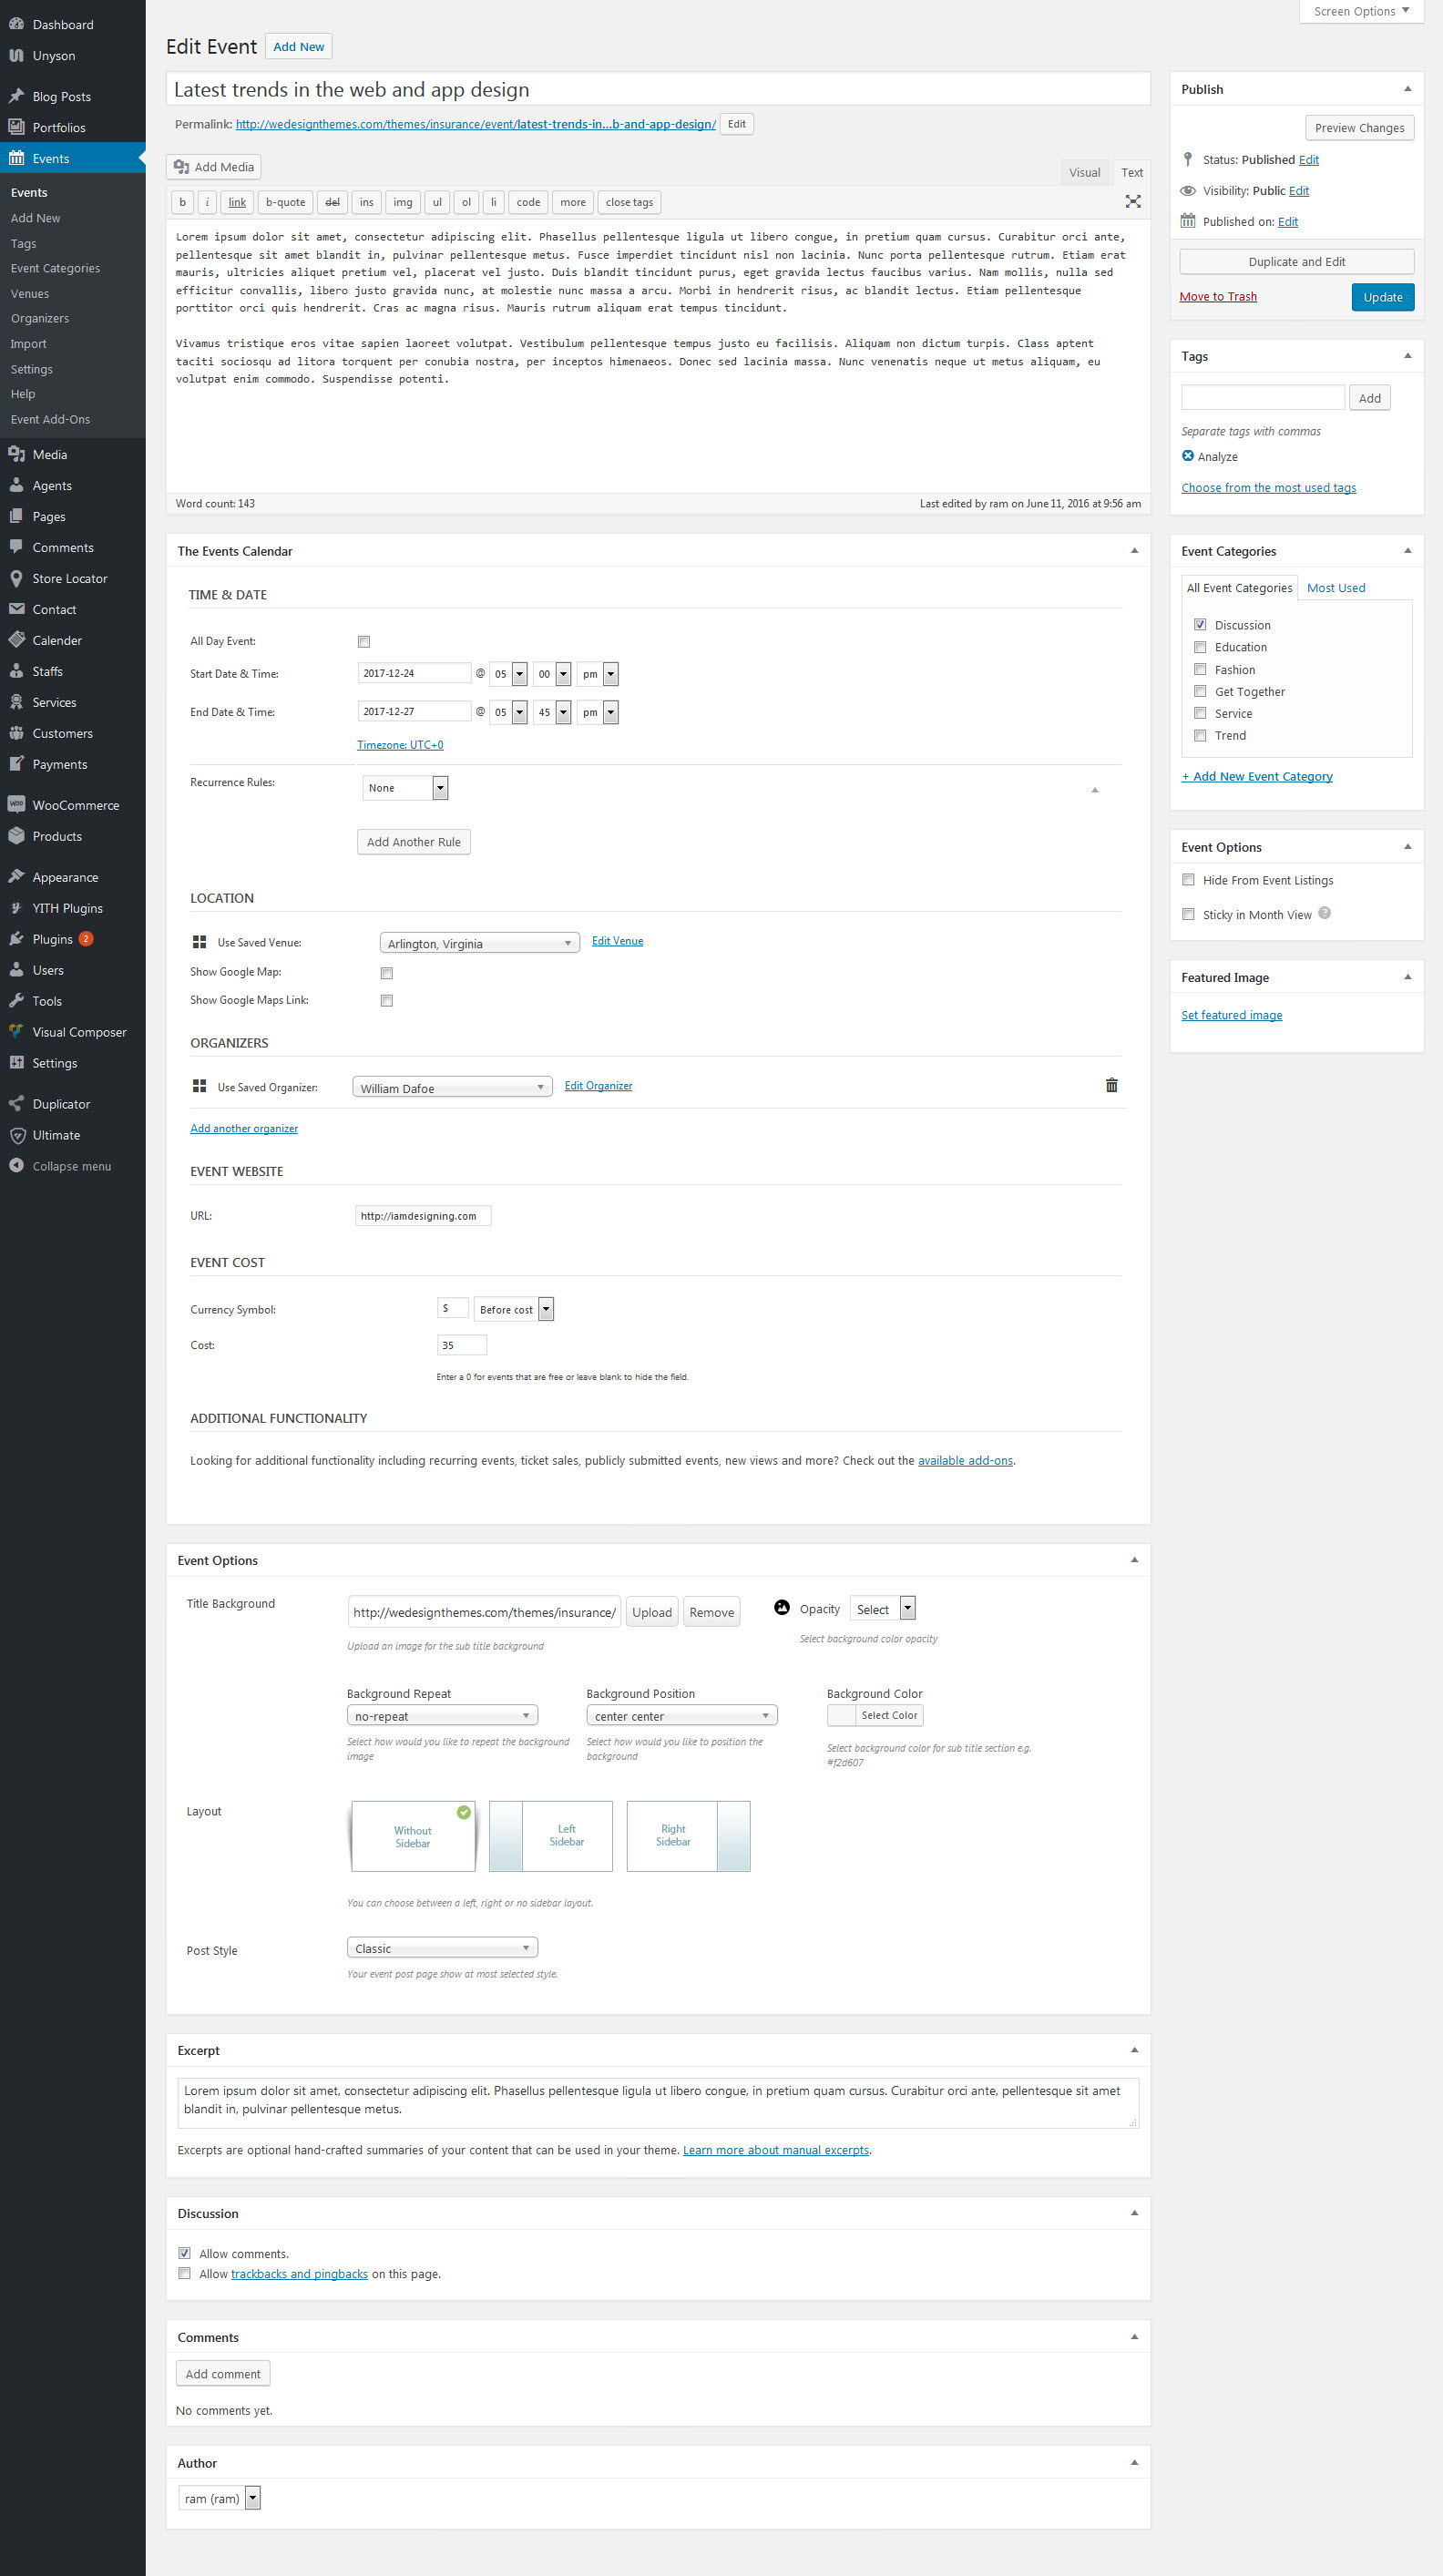 Screen Options
Dashboard
Unyson
Blog Posts
Portfolios
Events
Events
Add New
Tags
Event Categories
Venues
Organizers
Import
Settings
Help
Event Add-Ons
Media
Agents
Pages
Comments
Store Locator
Contact
Calender
Staffs
Services
Customers
Payments
WooCommerce
Products
Appearance
YITH Plugins
Plugins 2
Users
Tools
Visual Composer
Settings
Duplicator
Ultimate
Collapse menu
Edit Event Add New
Latest trends in the web and app design
Permalink: http://wedesignthemes.com/themes/insurance/event/latest-trends-in...b-and-app-design/ Edit
Add Media
Visual Text
b i link b-quote del ins img ul ol li code more close tags
Lorem ipsum dolor sit amet, consectetur adipiscing elit. Phasellus pellentesque ligula ut libero congue, in pretium quam cursus. Curabitur orci ante,
pellentesque sit amet blandit in, pulvinar pellentesque metus. Fusce imperdiet tincidunt nisl non lacinia. Nunc porta pellentesque rutrum. Etiam erat
mauris, ultricies aliquet pretium vel, placerat vel justo. Duis blandit tincidunt purus, eget gravida lectus faucibus varius. Nam mollis, nulla sed
efficitur convallis, libero justo gravida nunc, at molestie nunc massa a arcu. Morbi in hendrerit risus, ac blandit lectus. Etiam pellentesque
porttitor orci quis hendrerit. Cras ac magna risus. Mauris rutrum aliquam erat tempus tincidunt.
Vivamus tristique eros vitae sapien laoreet volutpat. Vestibulum pellentesque tempus justo eu facilisis. Aliquam non dictum turpis. Class aptent
taciti sociosqu ad litora torquent per conubia nostra, per inceptos himenaeos. Donec sed lacinia massa. Nunc venenatis neque ut metus aliquam, eu
volutpat enim commodo. Suspendisse potenti.
Word count: 143 Last edited by ram on June 11, 2016 at 9:56 am
The Events Calendar
TIME & DATE
All Day Event:
Start Date & Time: 2017-12-24 @ 05 00 pm
End Date & Time: 2017-12-27 @ 05 45 pm
Timezone: UTC+0
Recurrence Rules: None
Add Another Rule
LOCATION
Use Saved Venue: Arlington, Virginia Edit Venue
Show Google Map:
Show Google Maps Link:
ORGANIZERS
Use Saved Organizer: William Dafoe Edit Organizer
Add another organizer
EVENT WEBSITE
URL: http://iamdesigning.com
EVENT COST
Currency Symbol: $ Before cost
Cost: 35
Enter a 0 for events that are free or leave blank to hide the field.
ADDITIONAL FUNCTIONALITY
Looking for additional functionality including recurring events, ticket sales, publicly submitted events, new views and more? Check out the available add-ons.
Event Options
Title Background http://wedesignthemes.com/themes/insurance/ Upload Remove Opacity Select
Upload an image for the sub title background Select background color opacity
Background Repeat Background Position Background Color
no-repeat center center Select Color
Select how would you like to repeat the background
image
Select how would you like to position the
background
Select background color for sub title section e.g.
#f2d607
Layout
Without
Sidebar
Left
Sidebar
Right
Sidebar
You can choose between a left, right or no sidebar layout.
Post Style Classic
Your event post page show at most selected style.
Excerpt
Lorem ipsum dolor sit amet, consectetur adipiscing elit. Phasellus pellentesque ligula ut libero congue, in pretium quam cursus. Curabitur orci ante, pellentesque sit amet
blandit in, pulvinar pellentesque metus.
Excerpts are optional hand-crafted summaries of your content that can be used in your theme. Learn more about manual excerpts.
Discussion
Allow comments.
Allow trackbacks and pingbacks on this page.
Comments
Add comment
No comments yet.
Author
ram (ram)
Publish
Preview Changes
Status: Published Edit
Visibility: Public Edit
Published on: Edit
Duplicate and Edit
Move to Trash Update
Tags
Add
Separate tags with commas
Analyze
Choose from the most used tags
Event Categories
All Event Categories Most Used
Discussion
Education
Fashion
Get Together
Service
Trend
+ Add New Event Category
Event Options
Hide From Event Listings
Sticky in Month View ?
Featured Image
Set featured image